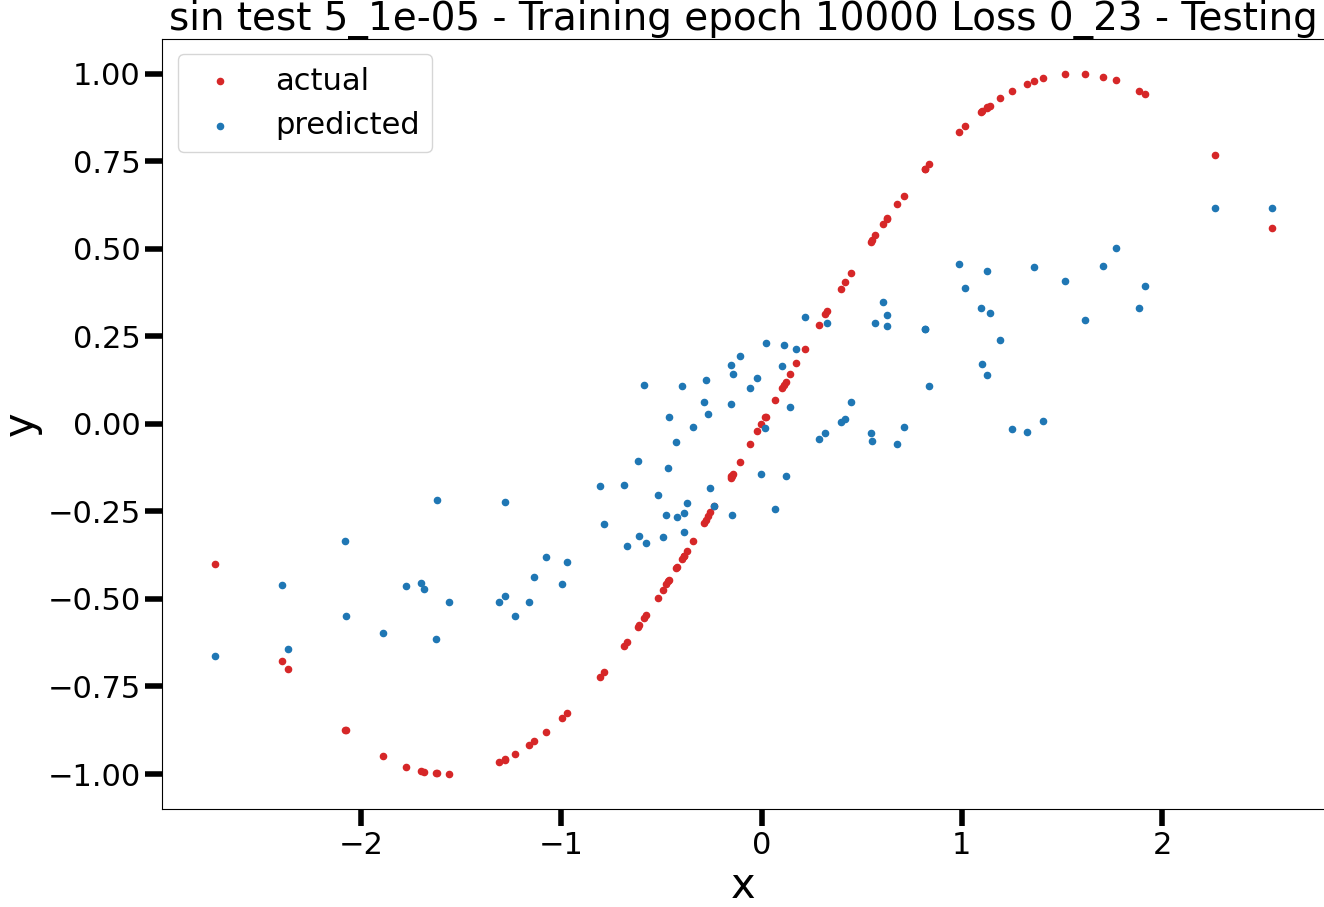 sin test 5_1e-05 - Training epoch 10000 Loss 0_23 - Testing
actual
predicted
1.00
0.75
0.50
0.25
0.00
−0.25
−0.50
−0.75
−1.00
y
−2 −1 0 1 2
x